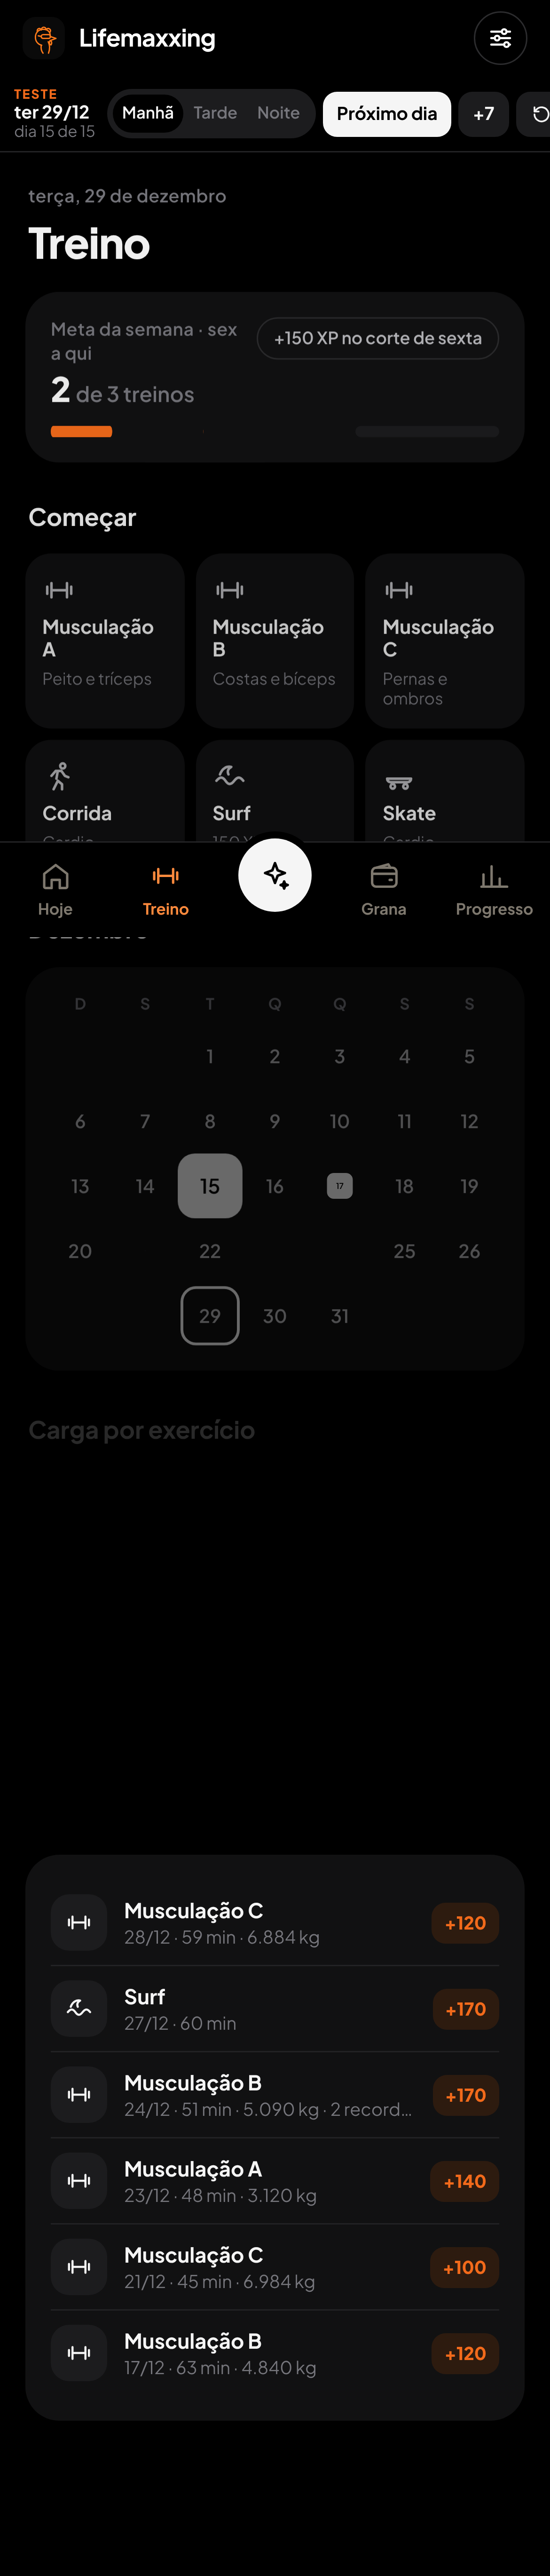 Lifemaxxing
TESTE
ter 29/12
dia 15 de 15
Manhã Tarde Noite
Próximo dia
+7
terça, 29 de dezembro
Treino
Meta da semana · sex
a qui
+150 XP no corte de sexta
2 de 3 treinos
Começar
Musculação
A
Peito e tríceps
Musculação
B
Costas e bíceps
Musculação
C
Pernas e
ombros
Corrida
Surf
Skate
Hoje
Treino
Grana
Progresso
D S T Q Q S S
1 2 3 4 5
6 7 8 9 10 11 12
13 14 15 16 17 18 19
20 22 25 26
29 30 31
Carga por exercício
Musculação C
28/12 · 59 min · 6.884 kg
+120
Surf
27/12 · 60 min
+170
Musculação B
24/12 · 51 min · 5.090 kg · 2 record...
+170
Musculação A
23/12 · 48 min · 3.120 kg
+140
Musculação C
21/12 · 45 min · 6.984 kg
+100
Musculação B
17/12 · 63 min · 4.840 kg
+120